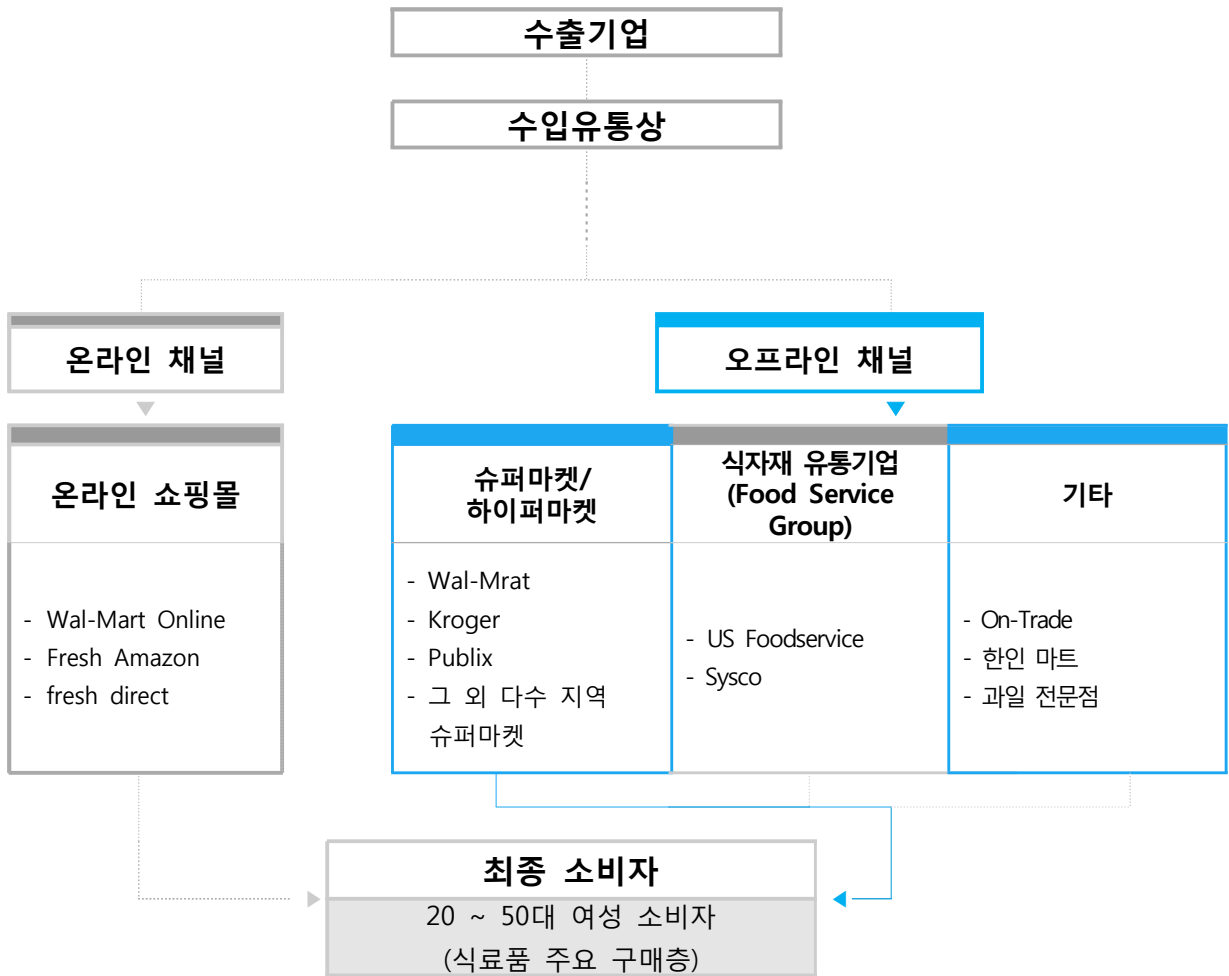 수출기업
수입유통상
온라인 채널
오프라인 채널
온라인 쇼핑몰
- Wal-Mart Online
- Fresh Amazon
- fresh direct
슈퍼마켓/
하이퍼마켓
- Wal-Mrat
- Kroger
- Publix
- 그 외 다수 지역
슈퍼마켓
식자재 유통기업
(Food Service
Group)
- US Foodservice
- Sysco
기타
- On-Trade
- 한인 마트
- 과일 전문점
최종 소비자
20 ~ 50대 여성 소비자
(식료품 주요 구매층)